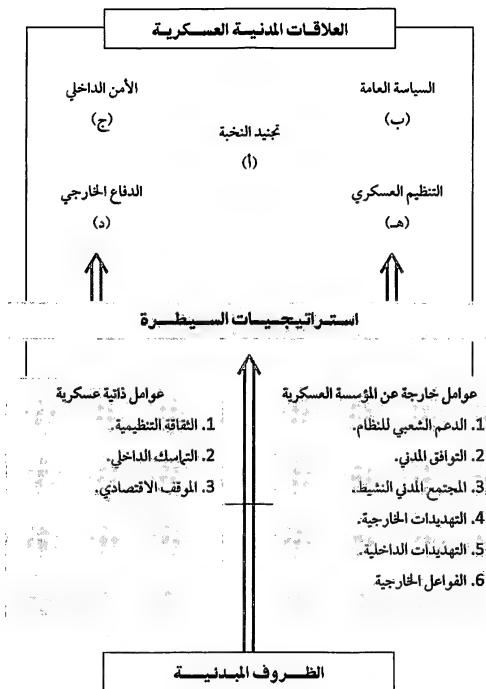 العلاقات المدنية العسكرية
السياسة العامة
(ب)
الأمن الداخلي
(ج)
تجنيد النخبة
(أ)
التنظيم العسكري
(هـ)
الدفاع الخارجي
(د)
استراتيجيات السيطرة
عوامل خارجة عن المؤسسة العسكرية
1. الدعم الشعبي للنظام.
2. التوافق المدني.
3. المجتمع المدني النشيط.
4. التهديدات الخارجية.
5. التهديدات الداخلية.
6. الفواعل الخارجية
عوامل ذاتية عسكرية
1. الثقافة التنظيمية.
2. التماسك الداخلي.
3. الموقف الاقتصادي.
الظروف المبدئية